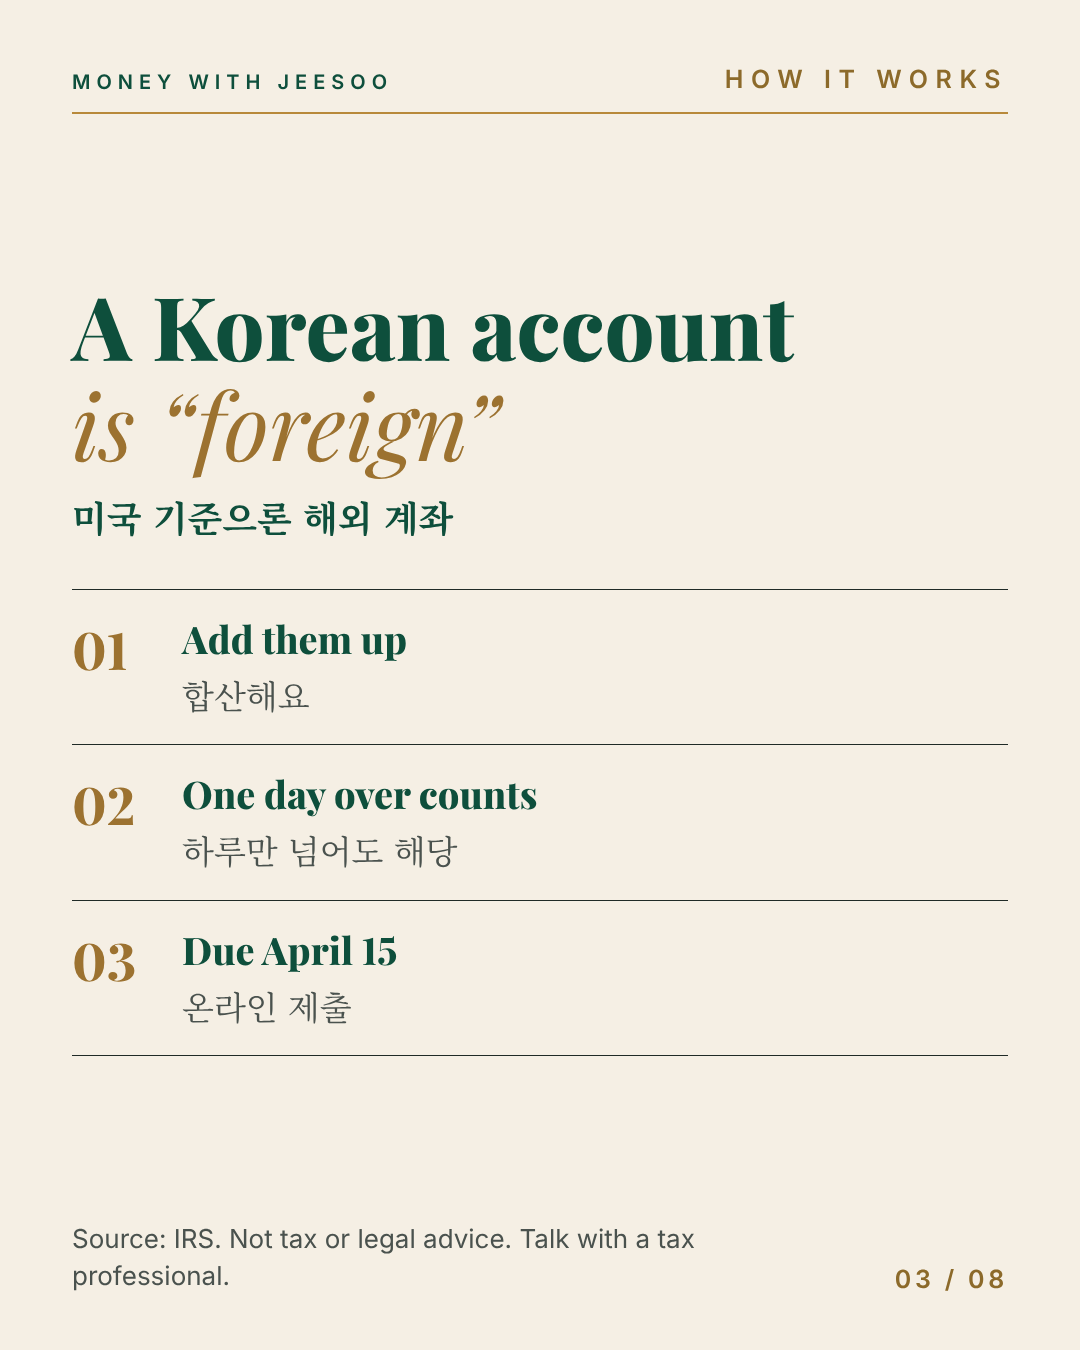 MONEY WITH JEESOO
HOW IT WORKS
A Korean account
is “foreign”
미국 기준으론 해외 계좌
01
Add them up
합산해요
02
One day over counts
하루만 넘어도 해당
03
Due April 15
온라인 제출
Source: IRS. Not tax or legal advice. Talk with a tax
professional.
03 / 08